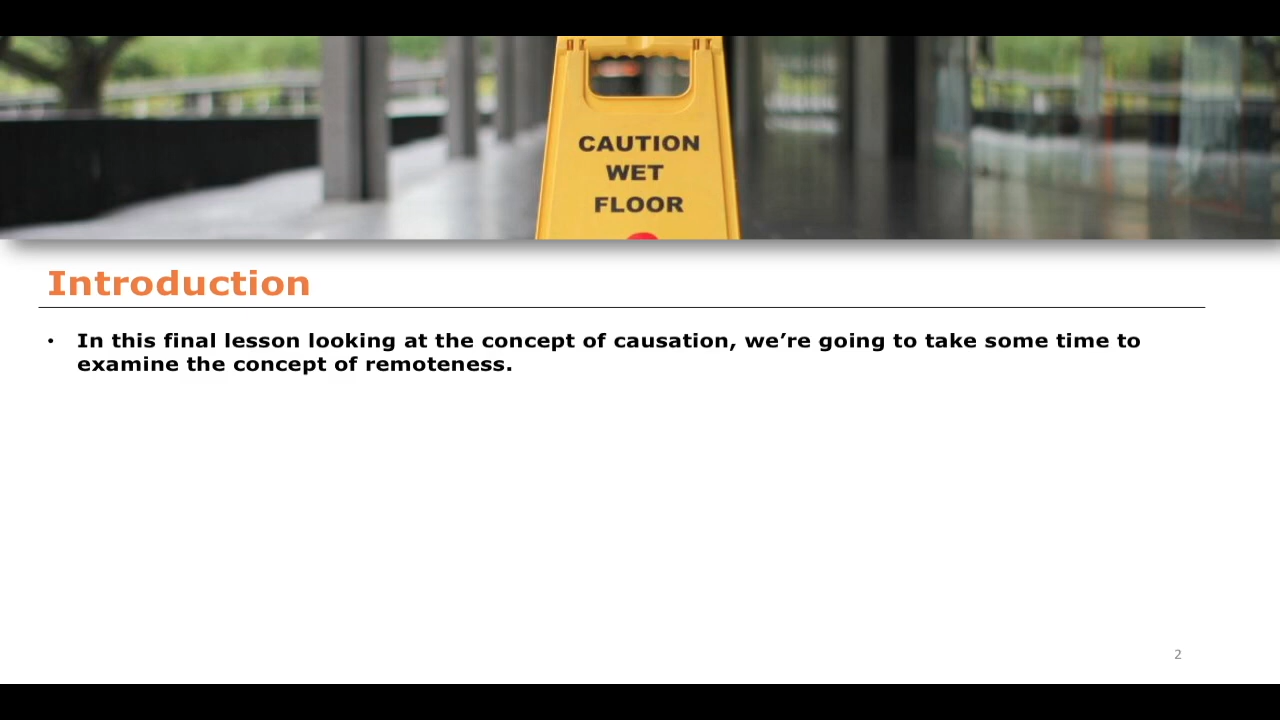 CAUTION
WET
FLOOR
Introduction
• In this final lesson looking at the concept of causation, we’re going to take some time to
examine the concept of remoteness.
2